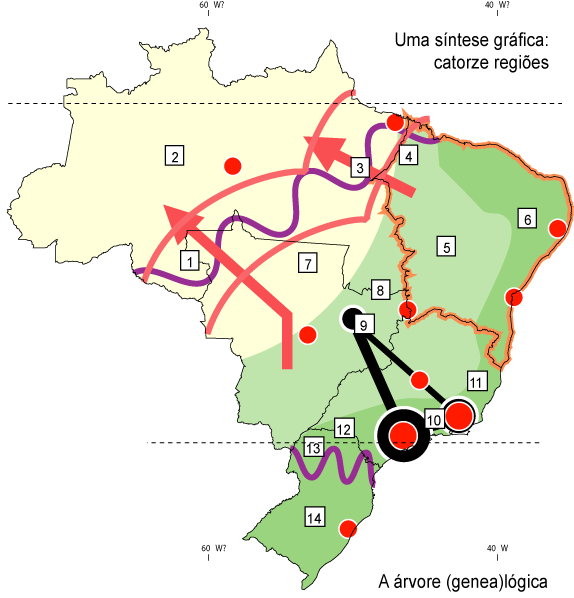 60 W?
40 W?
Uma síntese gráfica:
catorze regiões
2
3
4
6
1
7
5
8
9
11
10
12
13
14
60 W?
40 W
A árvore (genea)lógica